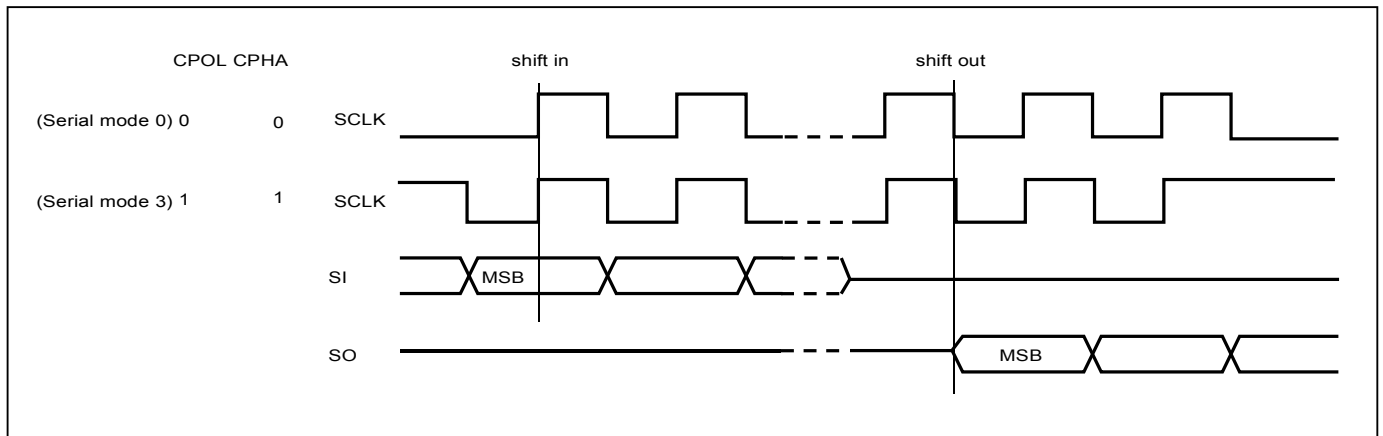 CPOL CPHA shift in shift out
(Serial mode 0) 0 0 SCLK
(Serial mode 3) 1 1 SCLK
SI MSB
SO MSB